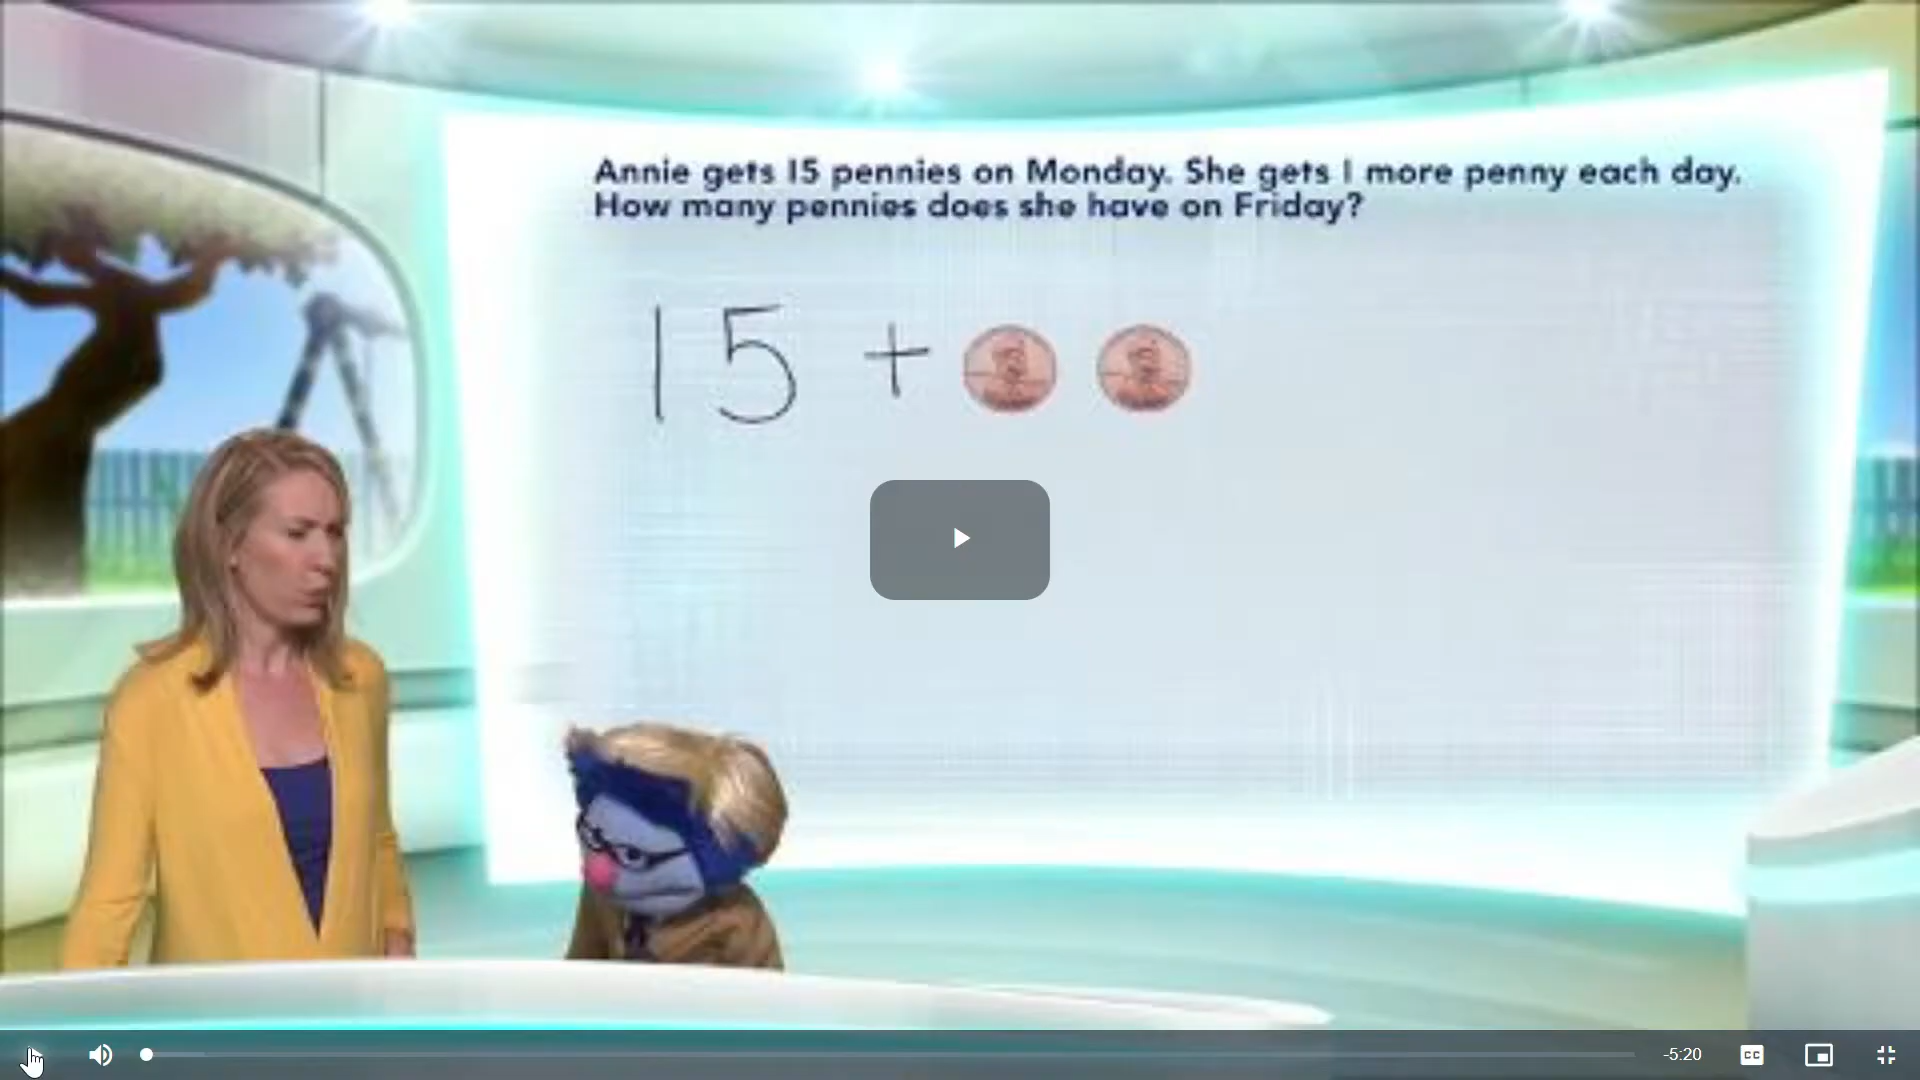 Annie gets 15 pennies on Monday. She gets 1 more penny each day.
How many pennies does she have on Friday?
15 +
-5:20
CC